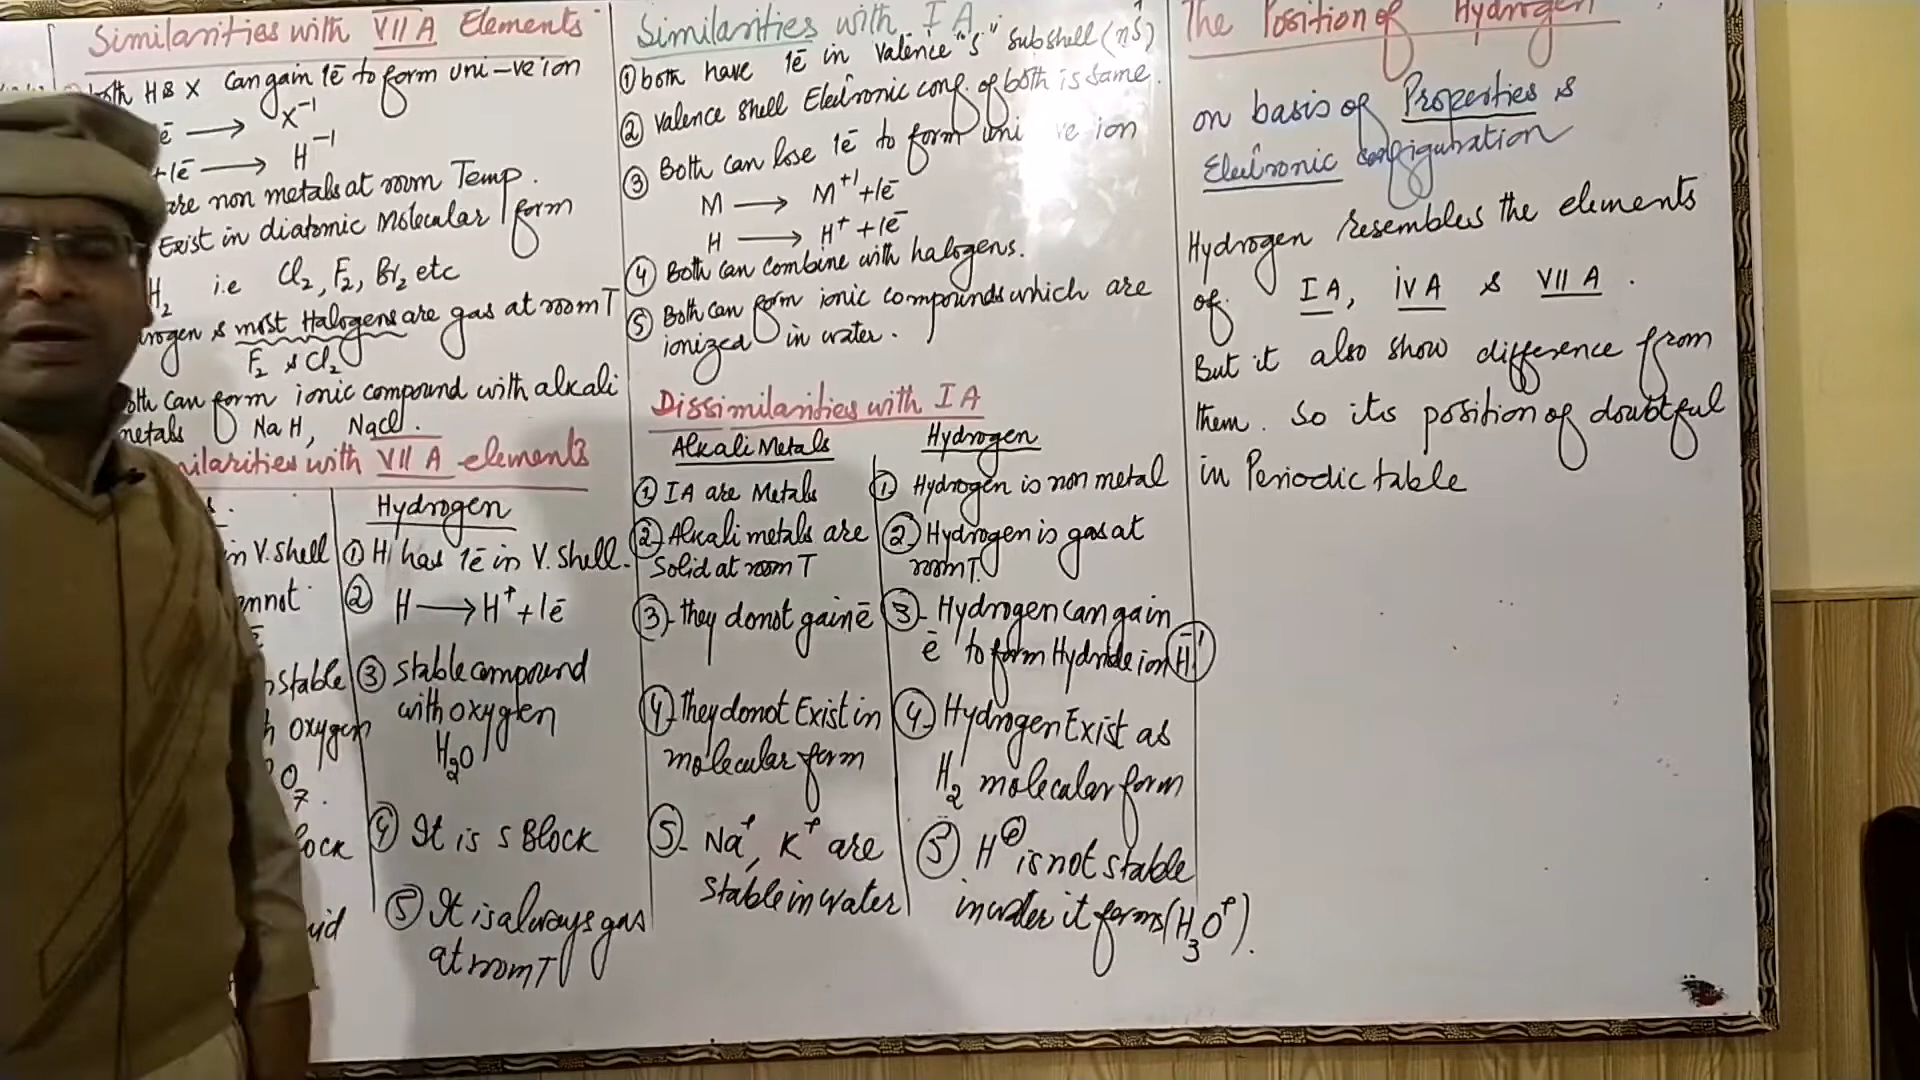 Similarities with VII A Elements
both H & X can gain 1ē to form uni-ve ion
ē → X⁻¹
+1ē → H⁻¹
are non metals at room Temp.
Exist in diatomic Molecular form
H₂ i.e Cl₂, F₂, Br₂ etc
rogen & most Halogens are gas at room T
F₂ & Cl₂
oth can form ionic compound with alkali
metals NaH, NaCl.
milarities with VII A elements
in V. shell
annot
ē
nstable
h oxygen
O₇.
lock
uid
Hydrogen
① H has 1ē in V. Shell.
② H → H⁺ + 1ē
③ stable compound
with oxygen
H₂O
④ It is s Block
⑤ It is always gas
at room T
Similarities with I A
① both have 1ē in valence "s" subshell (ns¹)
② valence shell Electronic conf. of both is same.
③ Both can lose 1ē to form uni ve ion
M → M⁺¹ + 1ē
H → H⁺ + 1ē
④ Both can combine with halogens.
⑤ Both can form ionic compounds which are
ionized in water.
Dissimilarities with I A
Alkali Metals
① IA are Metals
② Alkali metals are
Solid at room T
③ - they donot gain ē
④ - They donot Exist in
molecular form
⑤ - Na⁺, K⁺ are
Stable in water
Hydrogen
① Hydrogen is non metal
② Hydrogen is gas at
room T.
③ - Hydrogen can gain
ē to form Hydride ion H⁻¹
④ - Hydrogen Exist as
H₂ molecular form
⑤ H⊕ is not stable
in water it forms (H₃O⁺).
The Position of Hydrogen
on basis of Properties &
Electronic configuration
Hydrogen resembles the elements
of IA, IVA & VII A.
But it also show difference from
them. So its position of doubtful
in Periodic table